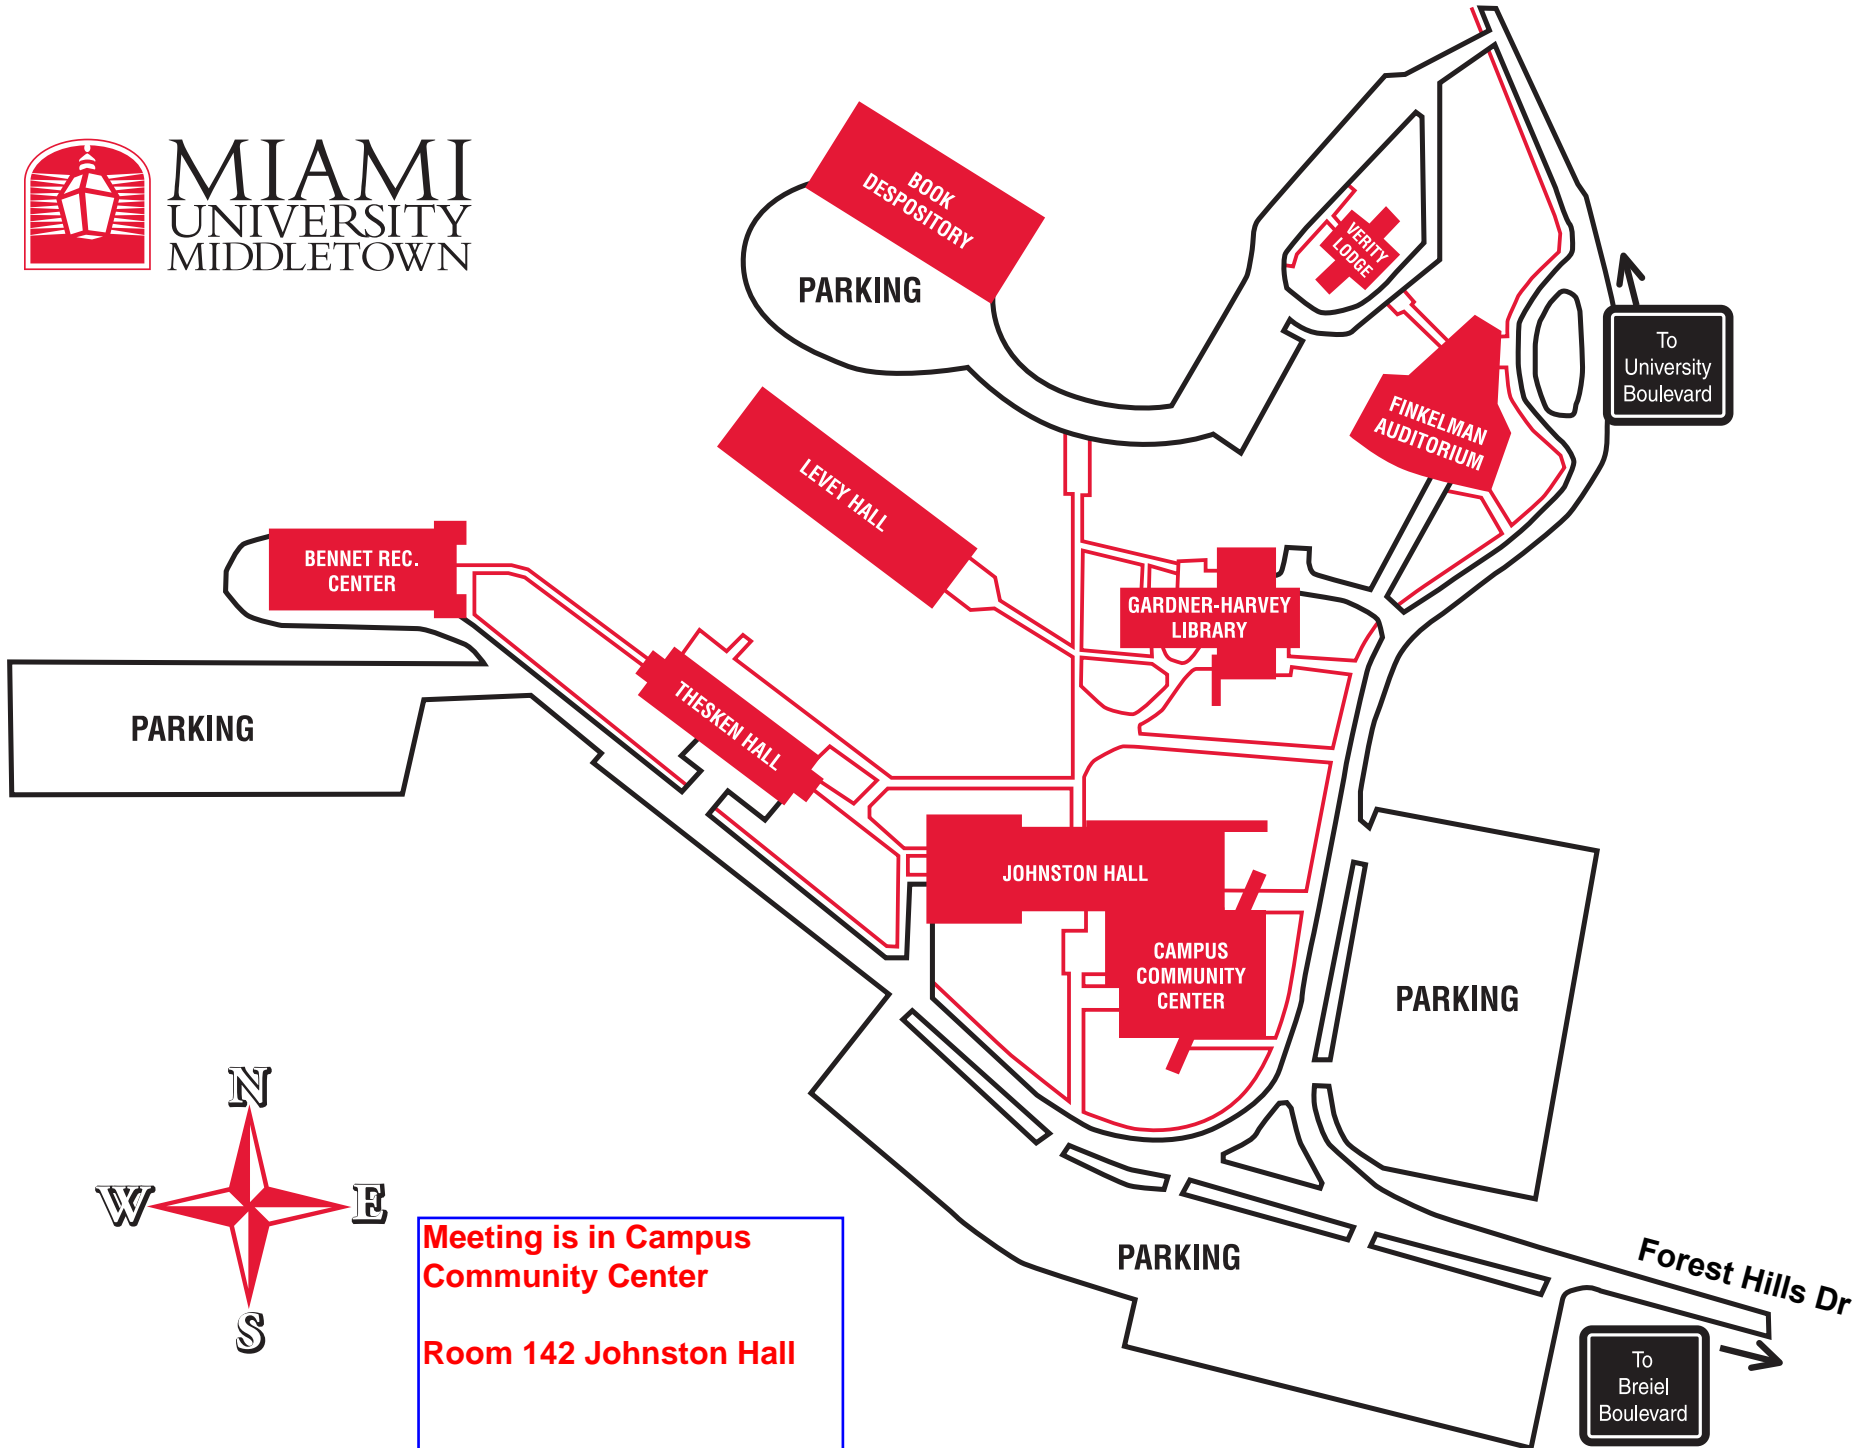 MIAMI
UNIVERSITY
MIDDLETOWN
BOOK
DESPOSITORY
PARKING
VERITY
LODGE
To
University
Boulevard
FINKELMAN
AUDITORIUM
LEVEY HALL
BENNET REC.
CENTER
GARDNER-HARVEY
LIBRARY
THESKEN HALL
PARKING
JOHNSTON HALL
CAMPUS
COMMUNITY
CENTER
PARKING
N
W
E
S
Meeting is in Campus
Community Center
Room 142 Johnston Hall
PARKING
Forest Hills Dr
To
Breiel
Boulevard